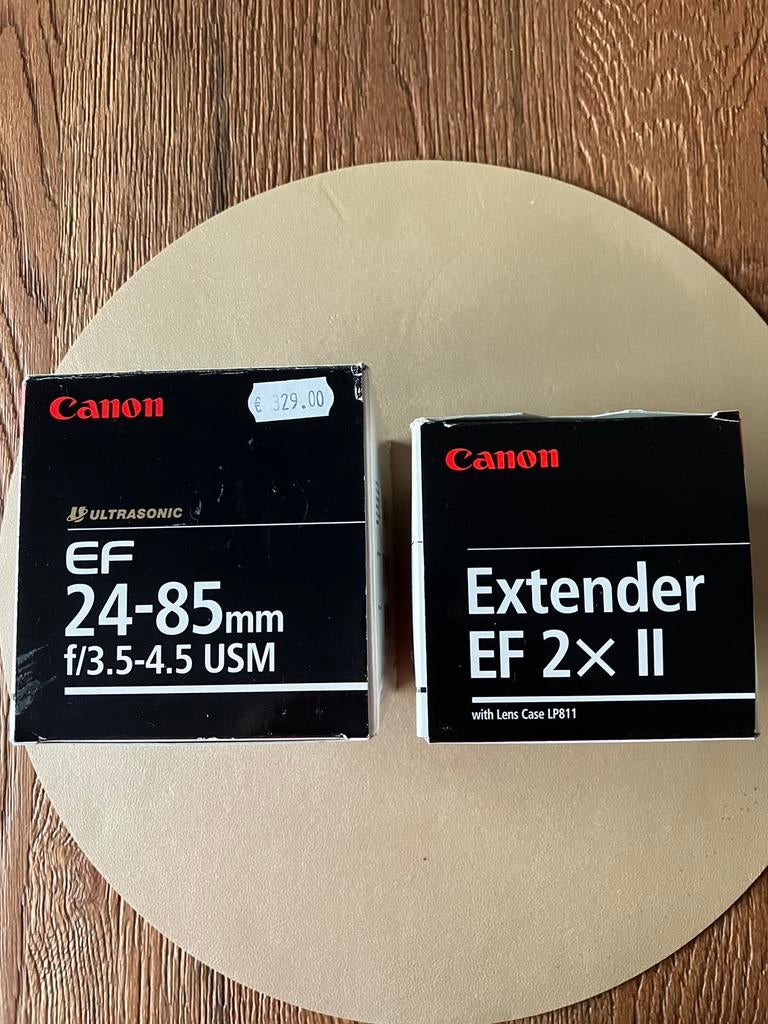 Canon
€ 329.00
ULTRASONIC
EF
24-85mm
f/3.5-4.5 USM
Canon
Extender
EF 2× II
with Lens Case LP811